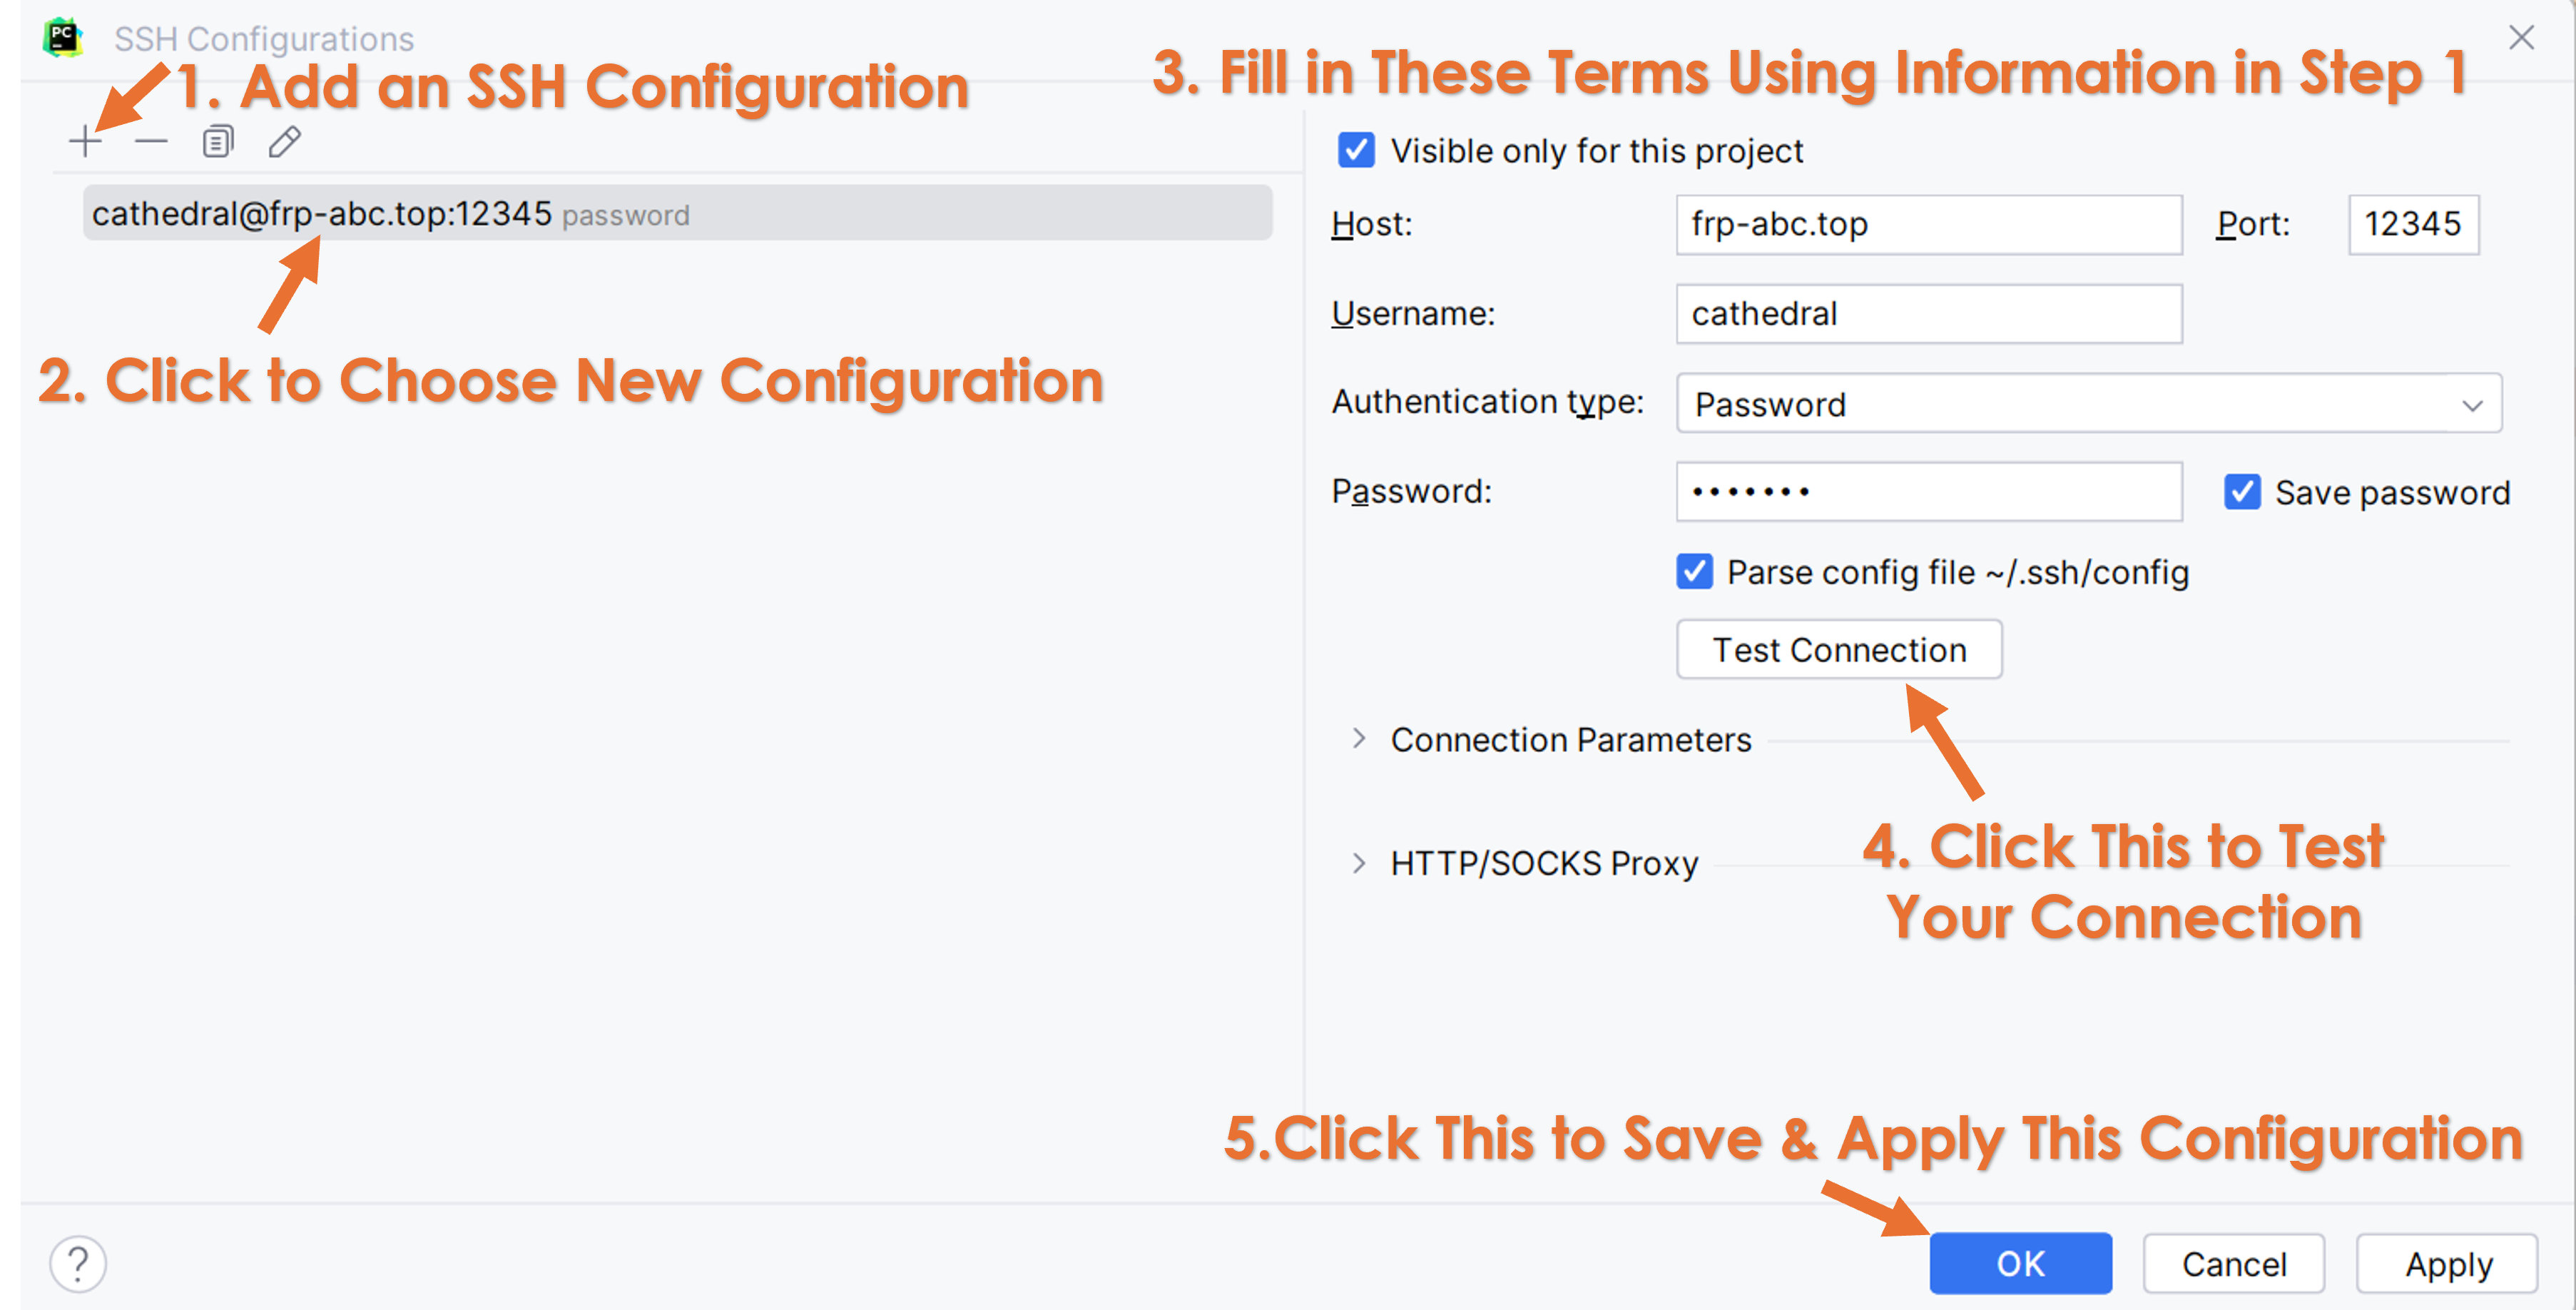 PC
SSH Configurations
1. Add an SSH Configuration
3. Fill in These Terms Using Information in Step 1
cathedral@frp-abc.top:12345 password
2. Click to Choose New Configuration
Visible only for this project
Host: frp-abc.top Port: 12345
Username: cathedral
Authentication type: Password
Password: ••••••• Save password
Parse config file ~/.ssh/config
Test Connection
Connection Parameters
HTTP/SOCKS Proxy
4. Click This to Test
Your Connection
5.Click This to Save & Apply This Configuration
? OK Cancel Apply